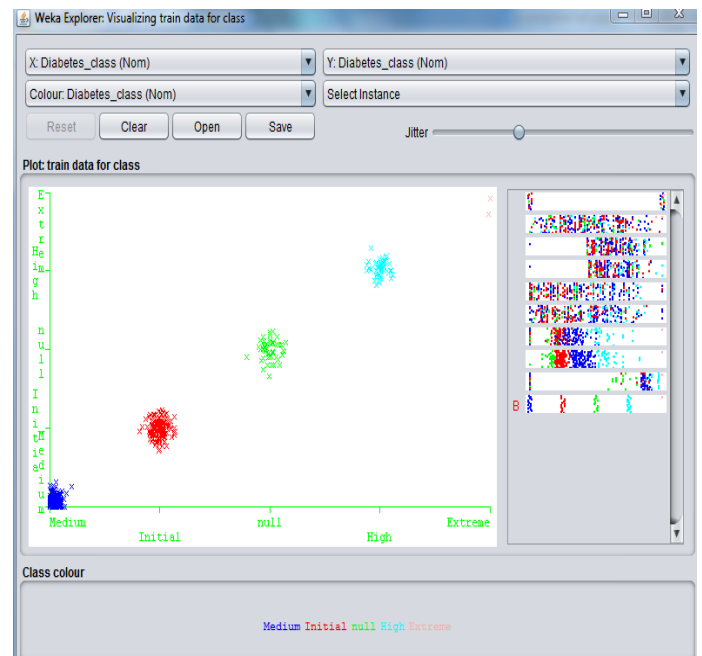 Weka Explorer: Visualizing train data for class
X: Diabetes_class (Nom)
Y: Diabetes_class (Nom)
Colour: Diabetes_class (Nom)
Select Instance
Reset Clear Open Save
Jitter
Plot: train data for class
Extreme
High
null
Initial
Medium
Medium
Initial
null
High
Extreme
B
Class colour
Medium Initial null High Extreme